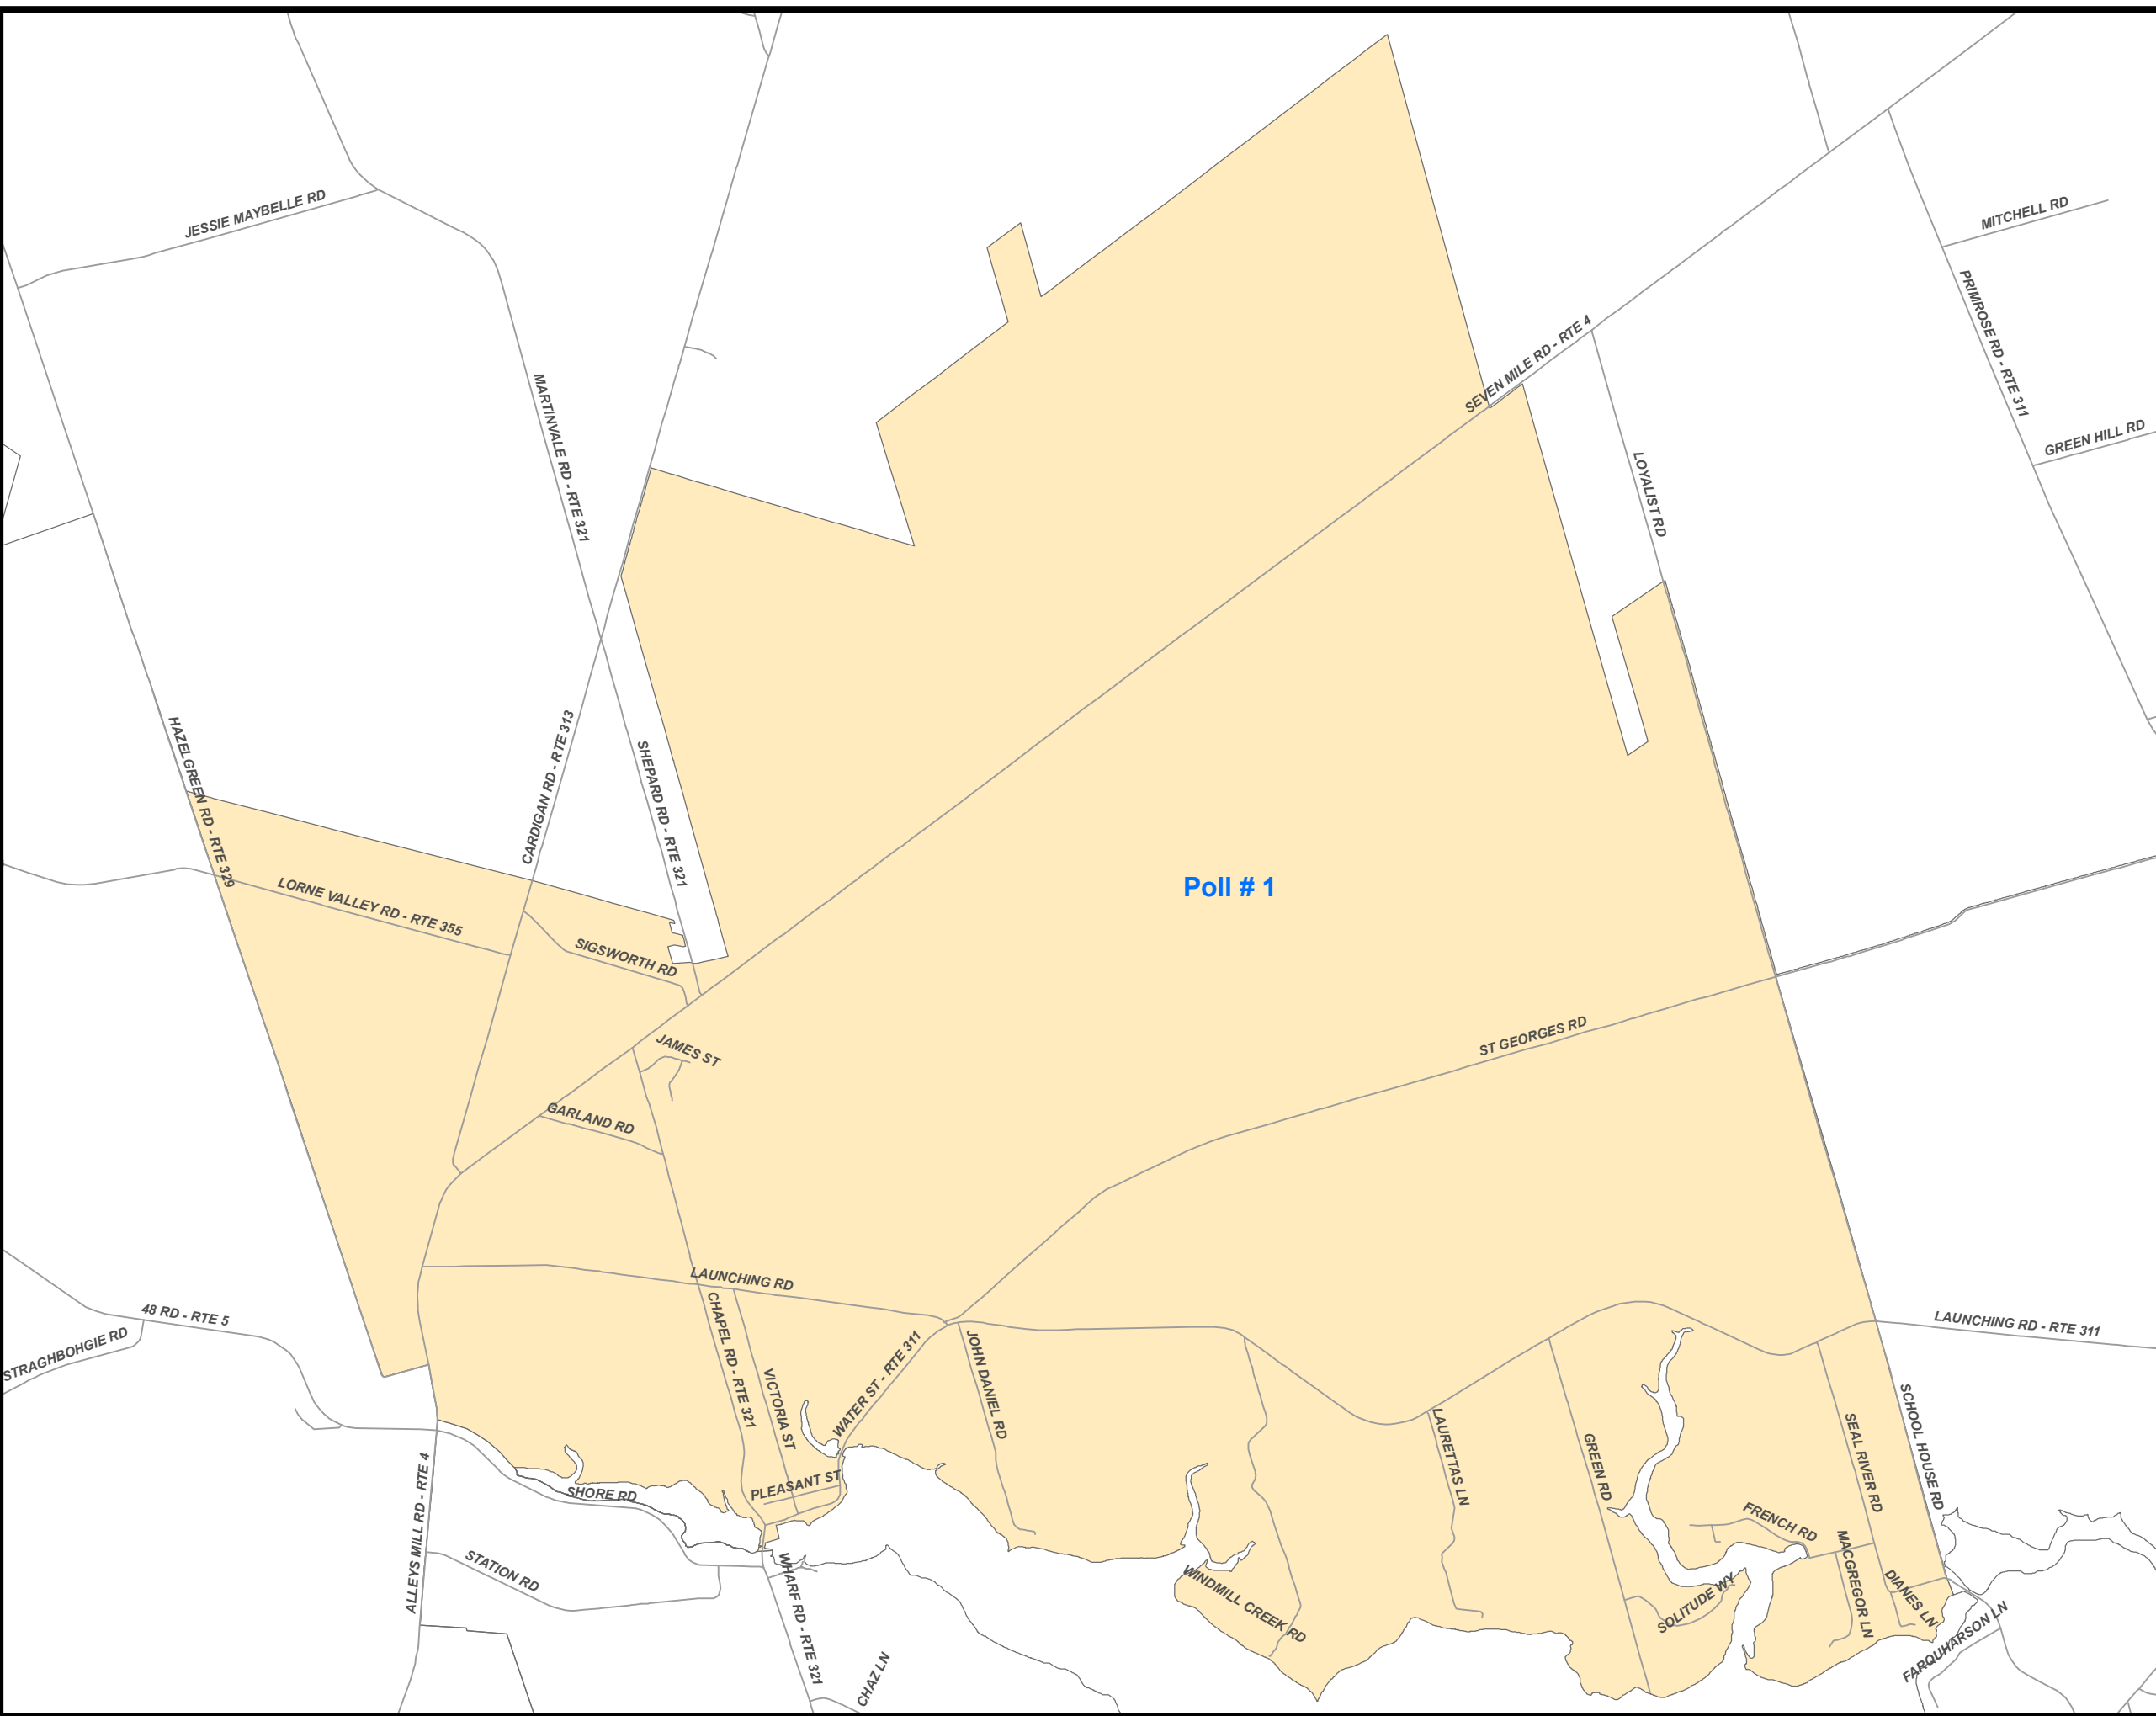 JESSIE MAYBELLE RD
MITCHELL RD
PRIMROSE RD - RTE 311
SEVEN MILE RD - RTE 4
MARTINVALE RD - RTE 321
GREEN HILL RD
LOYALIST RD
HAZELGREEN RD - RTE 329
CARDIGAN RD - RTE 313
SHEPARD RD - RTE 321
Poll # 1
LORNE VALLEY RD - RTE 355
SIGSWORTH RD
ST GEORGES RD
JAMES ST
GARLAND RD
LAUNCHING RD
48 RD - RTE 5
STRAGHBOHGIE RD
CHAPEL RD - RTE 321
VICTORIA ST
WATER ST - RTE 311
JOHN DANIEL RD
LAUNCHING RD - RTE 311
LAURETTAS LN
GREEN RD
SEAL RIVER RD
SCHOOL HOUSE RD
PLEASANT ST
SHORE RD
ALLEYS MILL RD - RTE 4
STATION RD
WHARF RD - RTE 321
CHAZ LN
WINDMILL CREEK RD
FRENCH RD
SOLITUDE WY
MACGREGOR LN
DIANES LN
FARQUHARSON LN